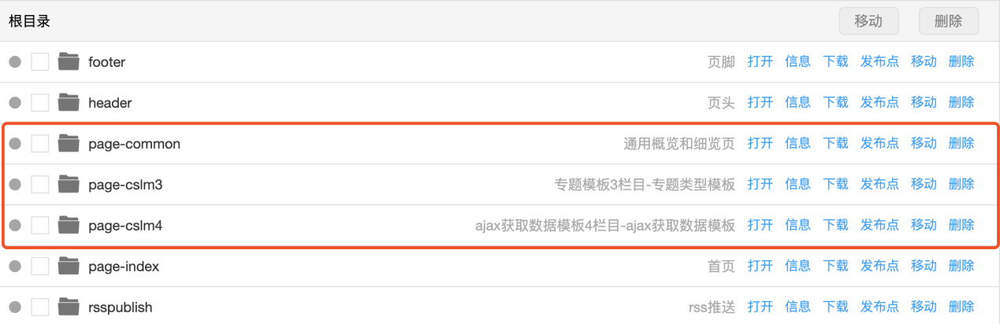 根目录 移动 删除
footer 页脚 打开 信息 下载 发布点 移动 删除
header 页头 打开 信息 下载 发布点 移动 删除
page-common 通用概览和细览页 打开 信息 下载 发布点 移动 删除
page-cslm3 专题模板3栏目-专题类型模板 打开 信息 下载 发布点 移动 删除
page-cslm4 ajax获取数据模板4栏目-ajax获取数据模板 打开 信息 下载 发布点 移动 删除
page-index 首页 打开 信息 下载 发布点 移动 删除
rsspublish rss推送 打开 信息 下载 发布点 移动 删除